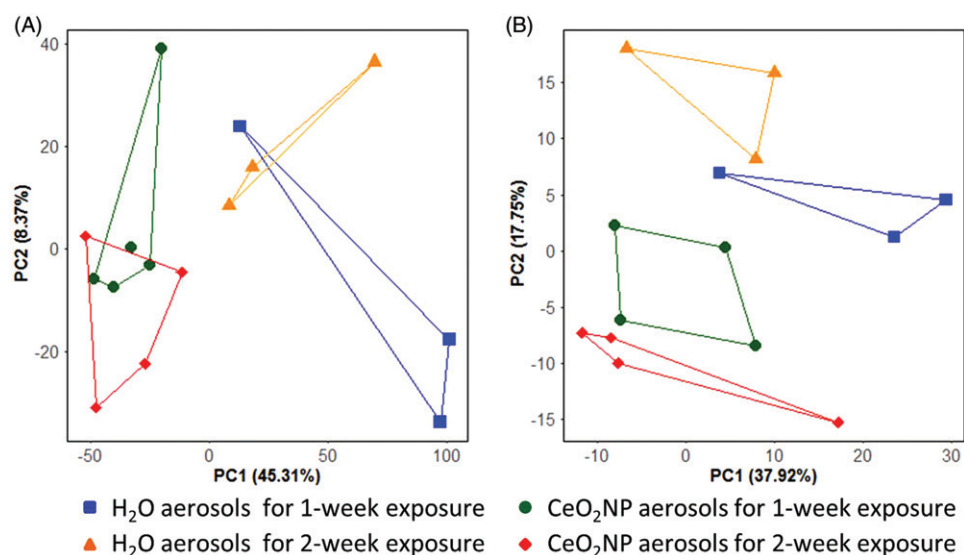 (A)
40
20
0
-20
PC2 (8.37%)
-50
0
50
100
PC1 (45.31%)
(B)
15
10
5
0
-5
-10
-15
PC2 (17.75%)
-10
0
10
20
30
PC1 (37.92%)
H₂O aerosols for 1-week exposure
CeO₂NP aerosols for 1-week exposure
H₂O aerosols for 2-week exposure
CeO₂NP aerosols for 2-week exposure